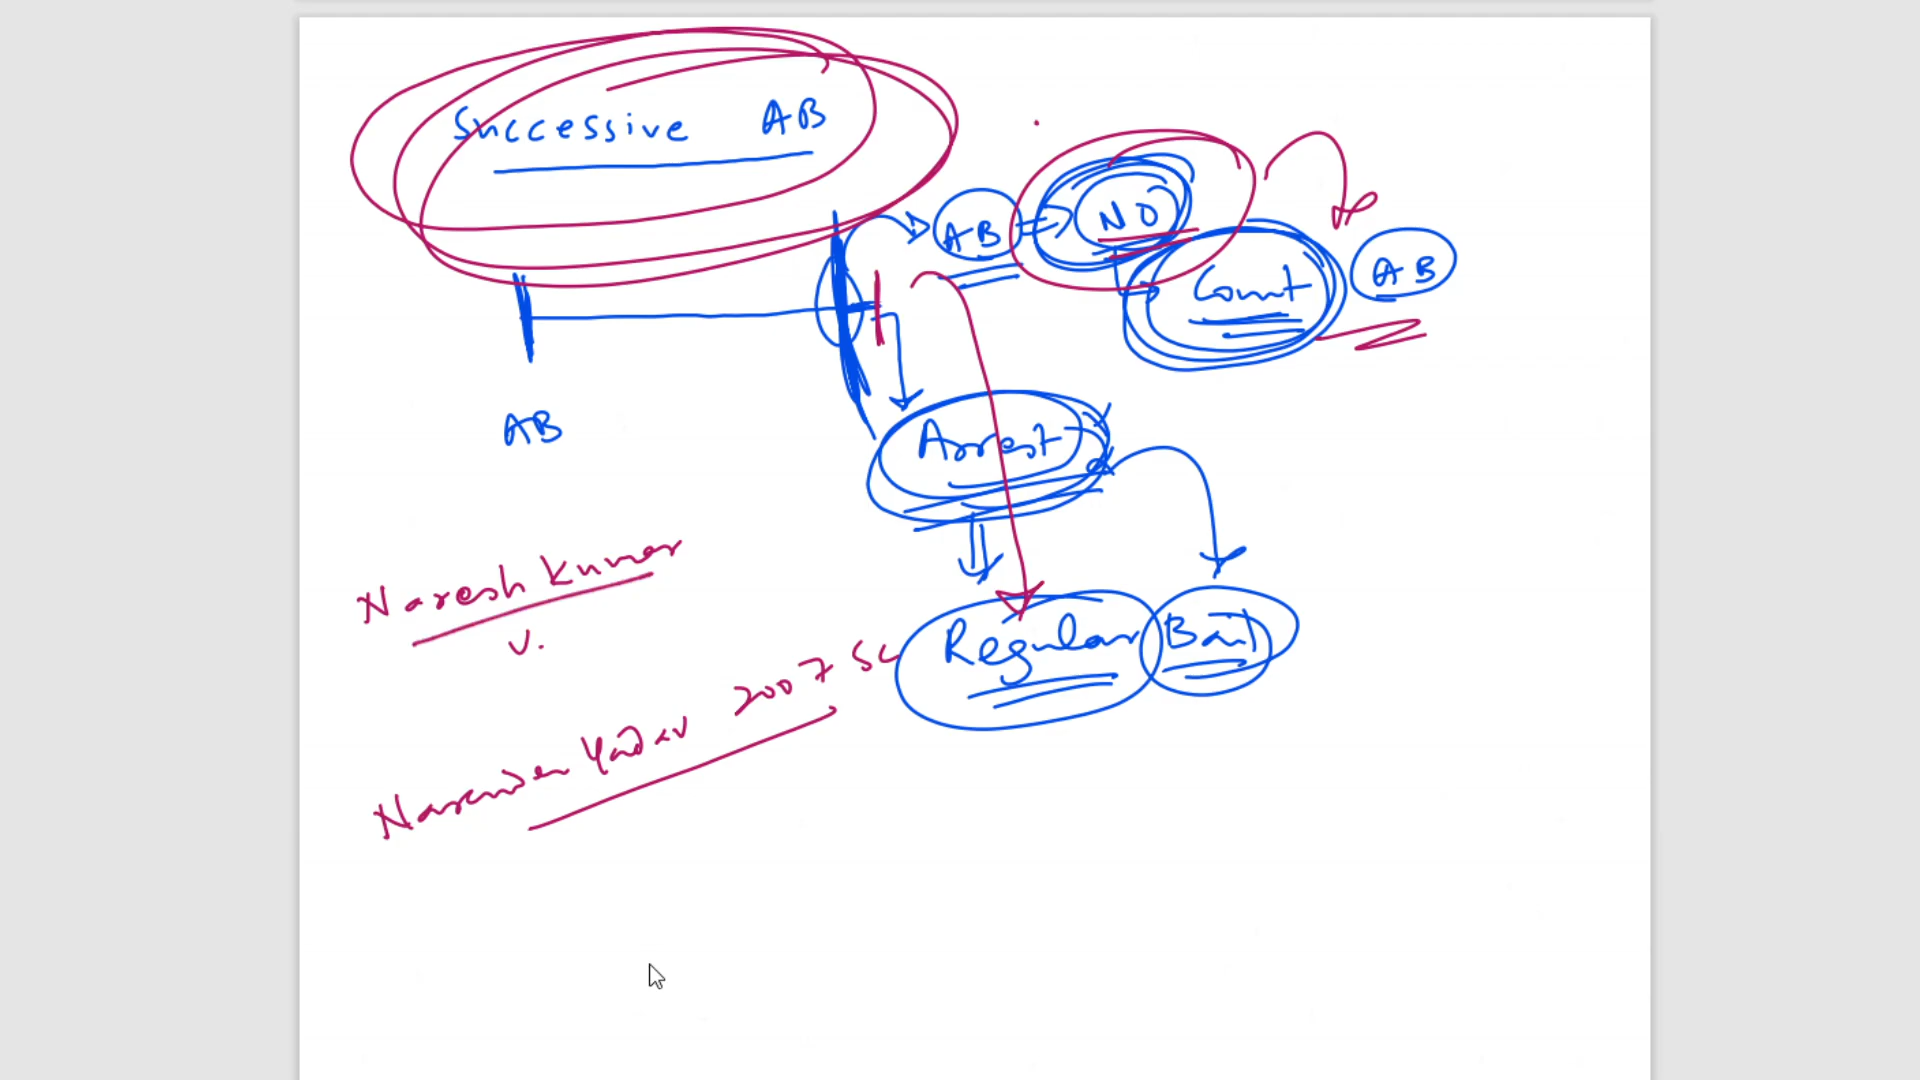 Successive AB
AB NO
Court AB
AB
Arrest
Naresh Kumar
v.
Regular Bail
Narender Yadav 2007 SC